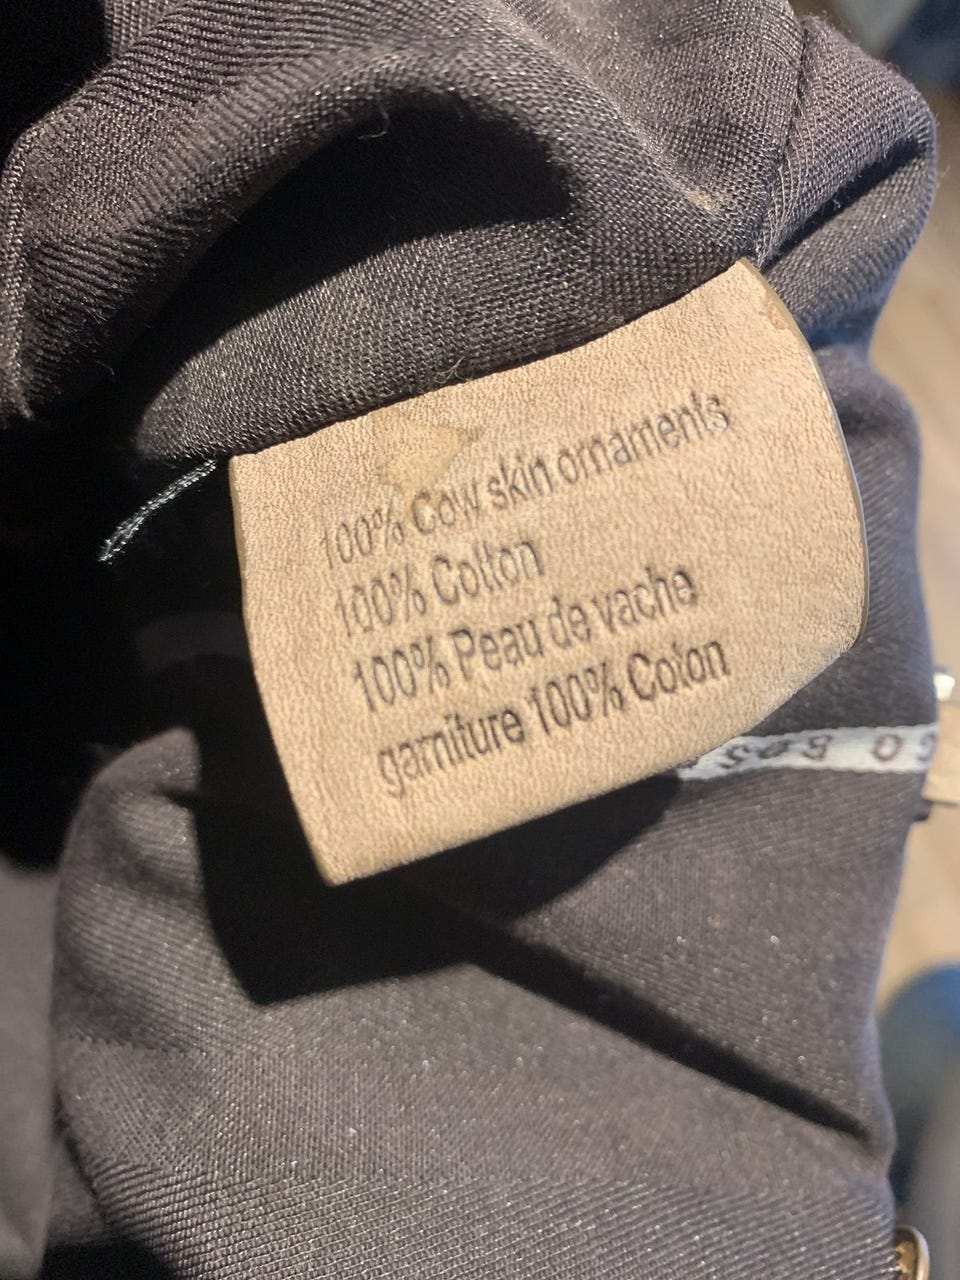 100% Cow skin ornaments
100% Cotton
100% Peau de vache
garniture 100% Coton